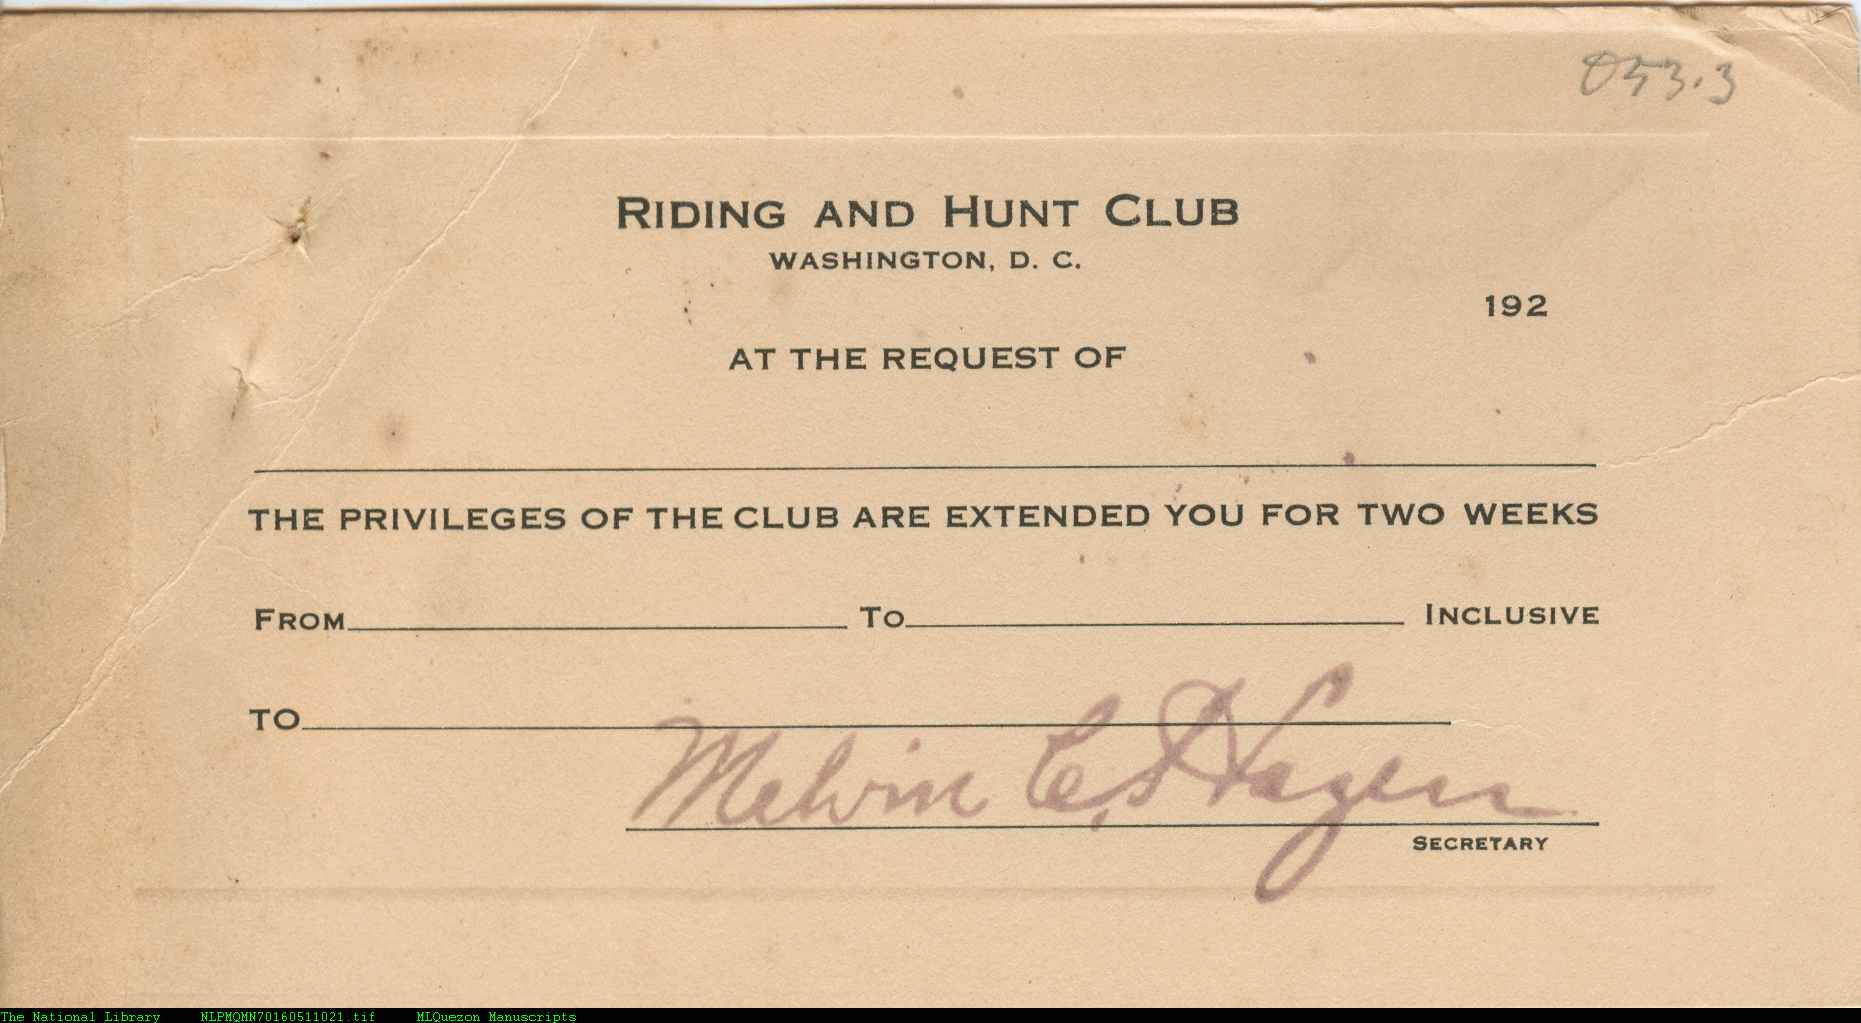 053.3
RIDING AND HUNT CLUB
WASHINGTON, D. C.
192
AT THE REQUEST OF
THE PRIVILEGES OF THE CLUB ARE EXTENDED YOU FOR TWO WEEKS
FROM TO INCLUSIVE
TO
Melvin C. Hazen
SECRETARY
The National Library NLPMQMN70160511021.tif MLQuezon Manuscripts